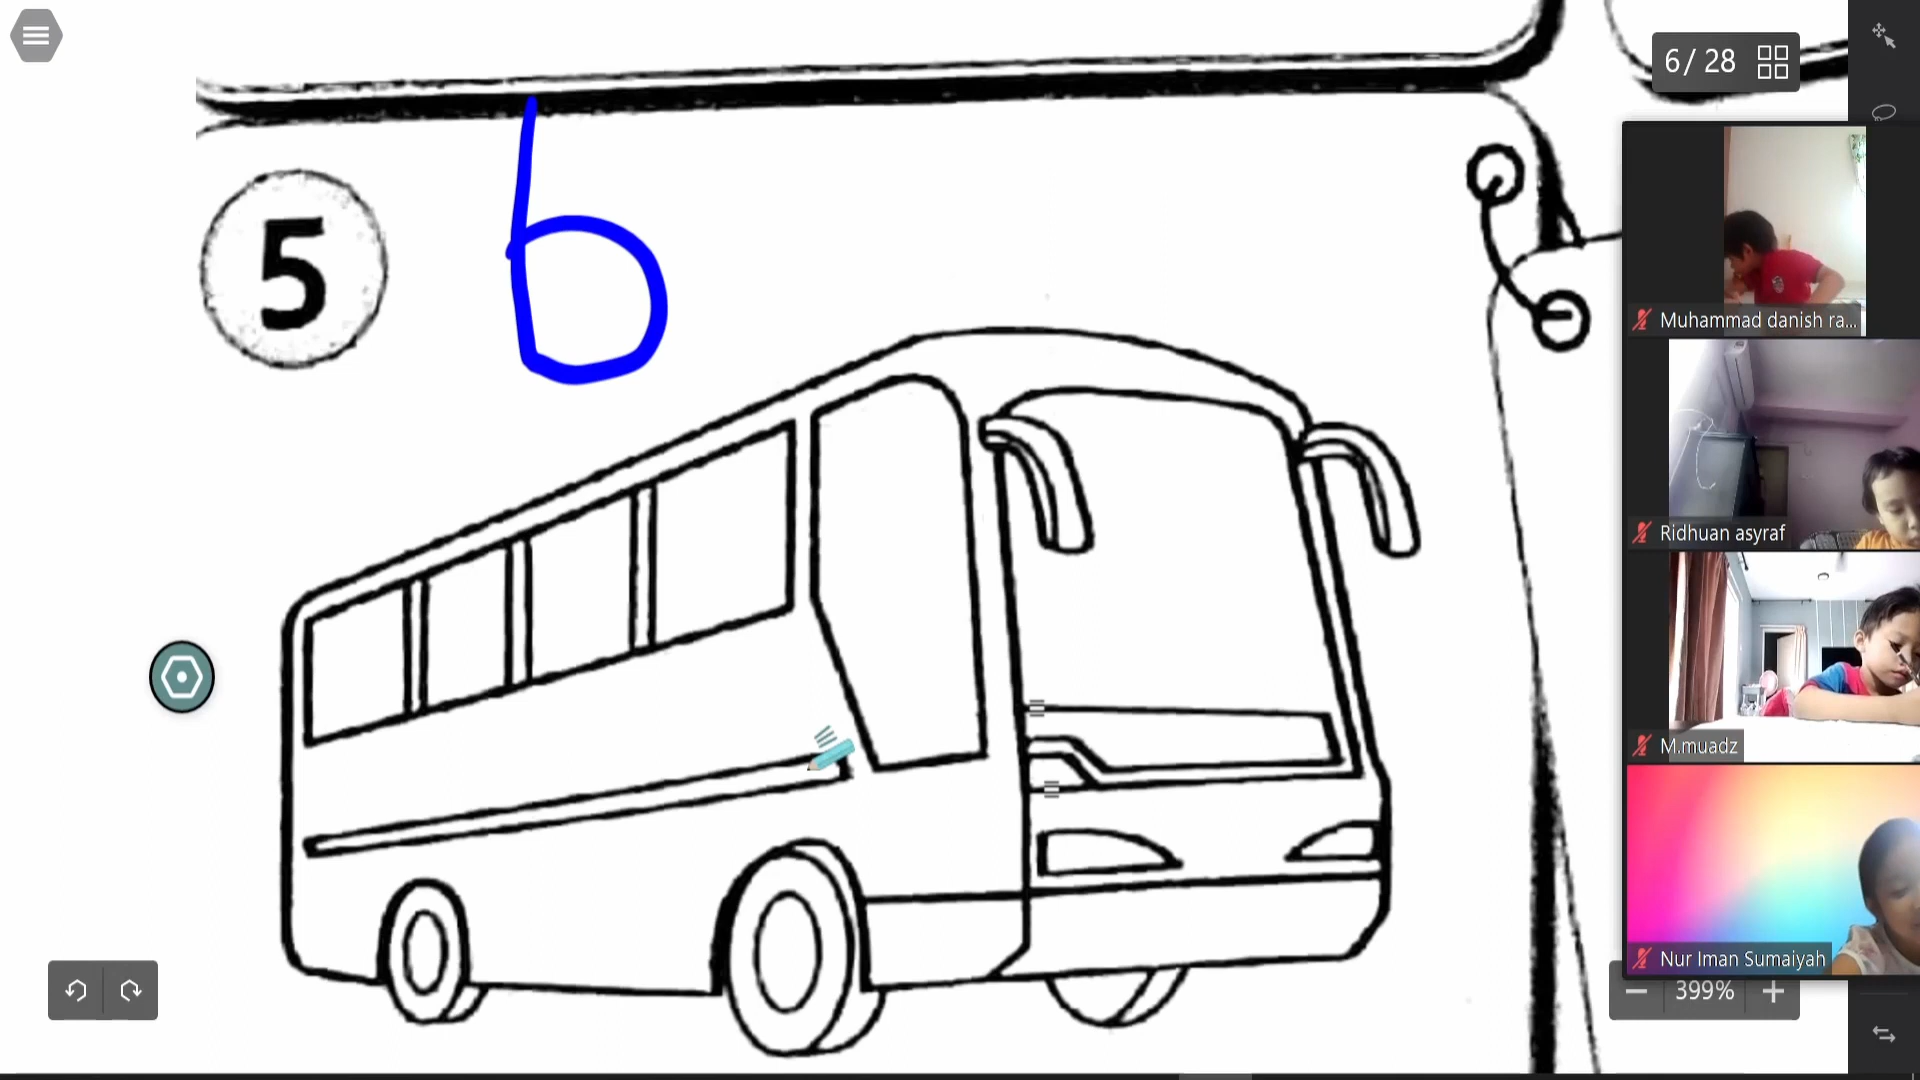 6 / 28
5
b
Muhammad danish ra...
Ridhuan asyraf
M.muadz
Nur Iman Sumaiyah
399%